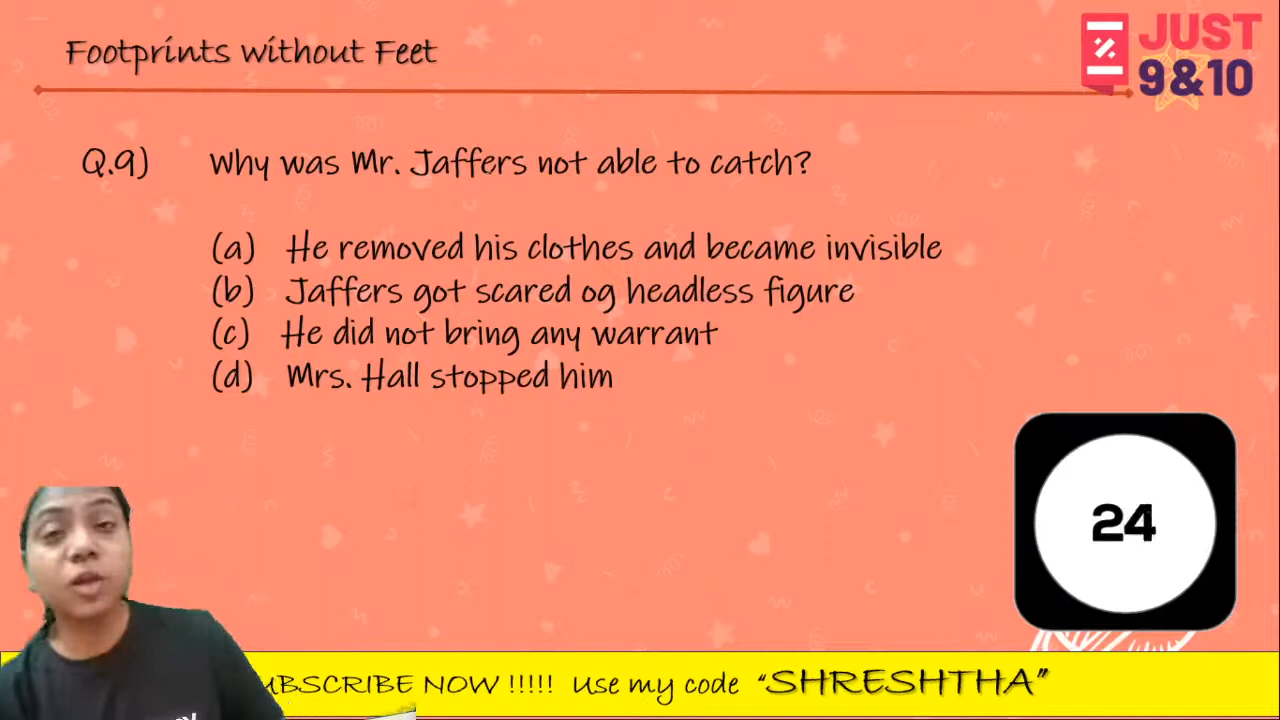 Footprints without Feet
JUST
9&10
Q.9) Why was Mr. Jaffers not able to catch?
(a) He removed his clothes and became invisible
(b) Jaffers got scared og headless figure
(c) He did not bring any warrant
(d) Mrs. Hall stopped him
24
UBSCRIBE NOW !!!!! Use my code “SHRESHTHA”